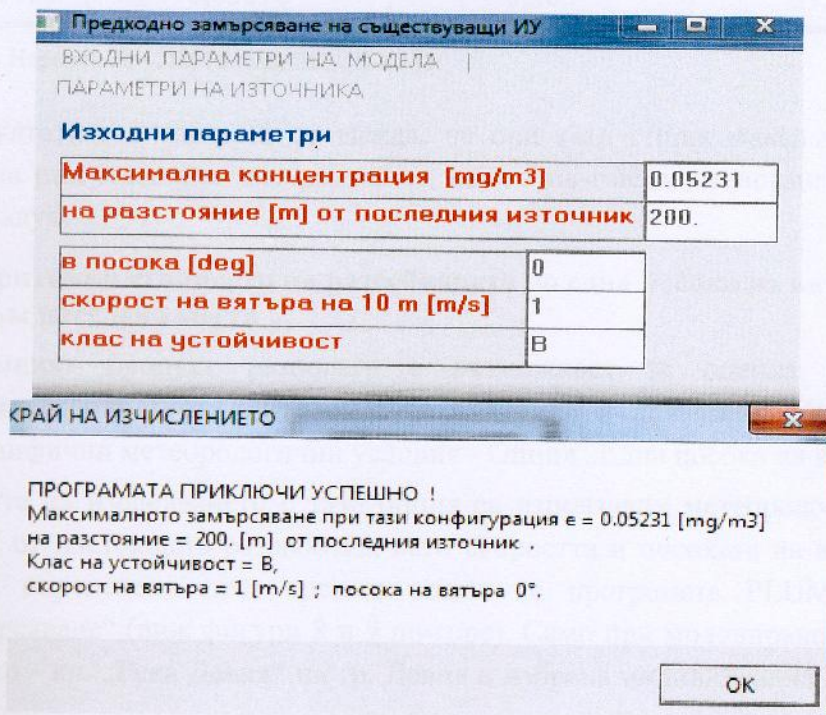 Предходно замърсяване на съществуващи ИУ
ВХОДНИ ПАРАМЕТРИ НА МОДЕЛА |
ПАРАМЕТРИ НА ИЗТОЧНИКА
Изходни параметри
Максимална концентрация [mg/m3] 0.05231
на разстояние [m] от последния източник 200.
в посока [deg] 0
скорост на вятъра на 10 m [m/s] 1
клас на устойчивост B
КРАЙ НА ИЗЧИСЛЕНИЕТО
ПРОГРАМАТА ПРИКЛЮЧИ УСПЕШНО !
Максималното замърсяване при тази конфигурация е = 0.05231 [mg/m3]
на разстояние = 200. [m] от последния източник .
Клас на устойчивост = B,
скорост на вятъра = 1 [m/s] ; посока на вятъра 0°.
OK